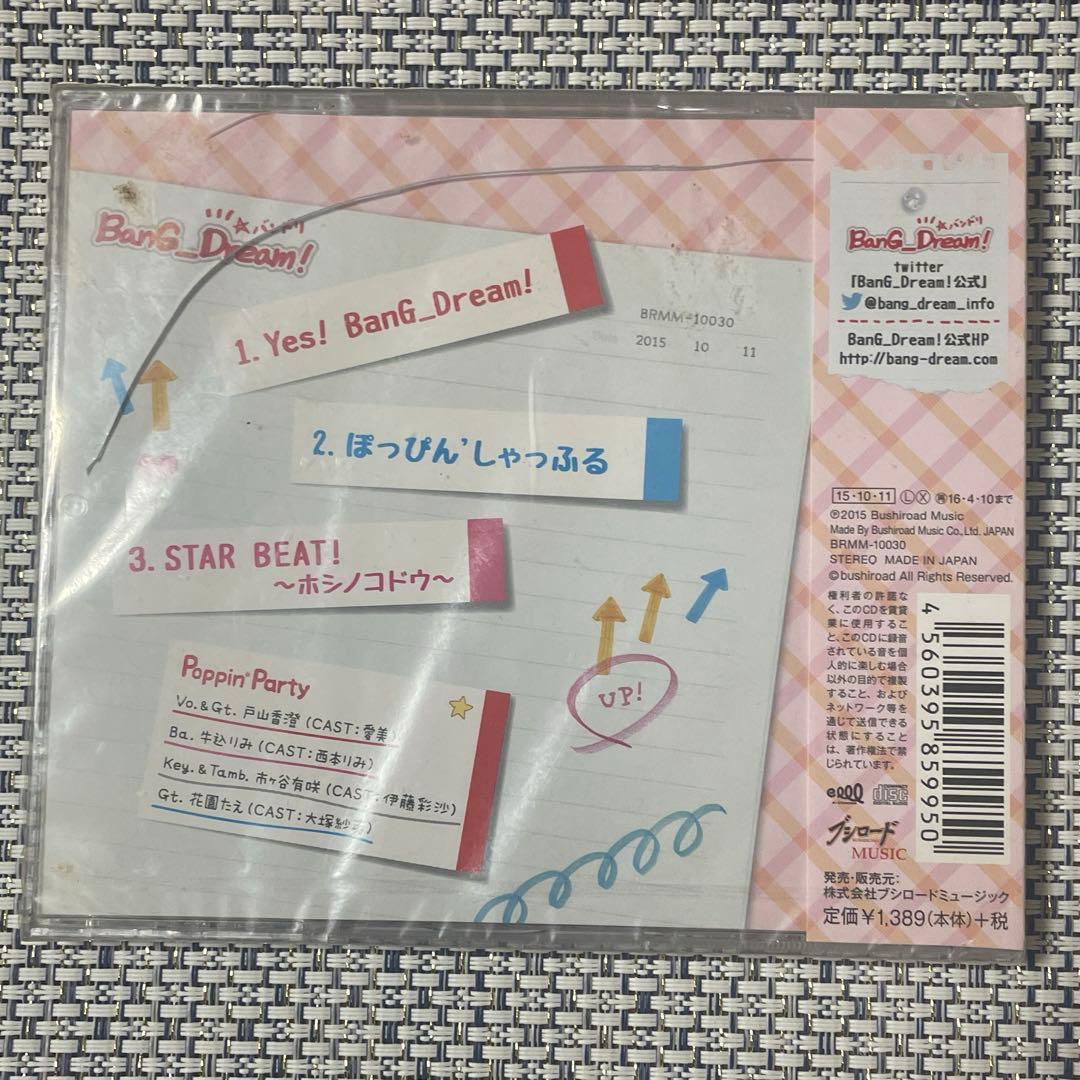 ☆バンドリ
BanG_Dream!
1. Yes! BanG_Dream!
BRMM-10030
Date
2015 10 11
2. ぽっぴん'しゃっふる
3. STAR BEAT!
〜ホシノコドウ〜
UP!
Poppin'Party
Vo.&Gt. 戸山香澄 (CAST:愛美)
Ba. 牛込りみ (CAST:西本りみ)
Key.&Tamb. 市ヶ谷有咲 (CAST:伊藤彩沙)
Gt. 花園たえ (CAST:大塚紗英)
☆バンドリ
BanG_Dream!
twitter
「BanG_Dream!公式」
@bang_dream_info
BanG_Dream!公式HP
http://bang-dream.com
15・10・11 Ⓛ Ⓧ 再16・4・10まで
℗2015 Bushiroad Music
Made By Bushiroad Music Co.,Ltd. JAPAN
BRMM-10030
STEREO MADE IN JAPAN
©bushiroad All Rights Reserved.
権利者の許諾な
く、このCDを賃貸
業に使用するこ
と、このCDに録音
されている音を個
人的に楽しむ場合
以外の目的で複製
すること、および
ネットワーク等を
通じて送信できる
状態にすることは
、著作権法で禁
じられています。
4 560395 859950
disc
ブシロード
MUSIC
発売・販売元:
株式会社ブシロードミュージック
定価¥1,389(本体)+税